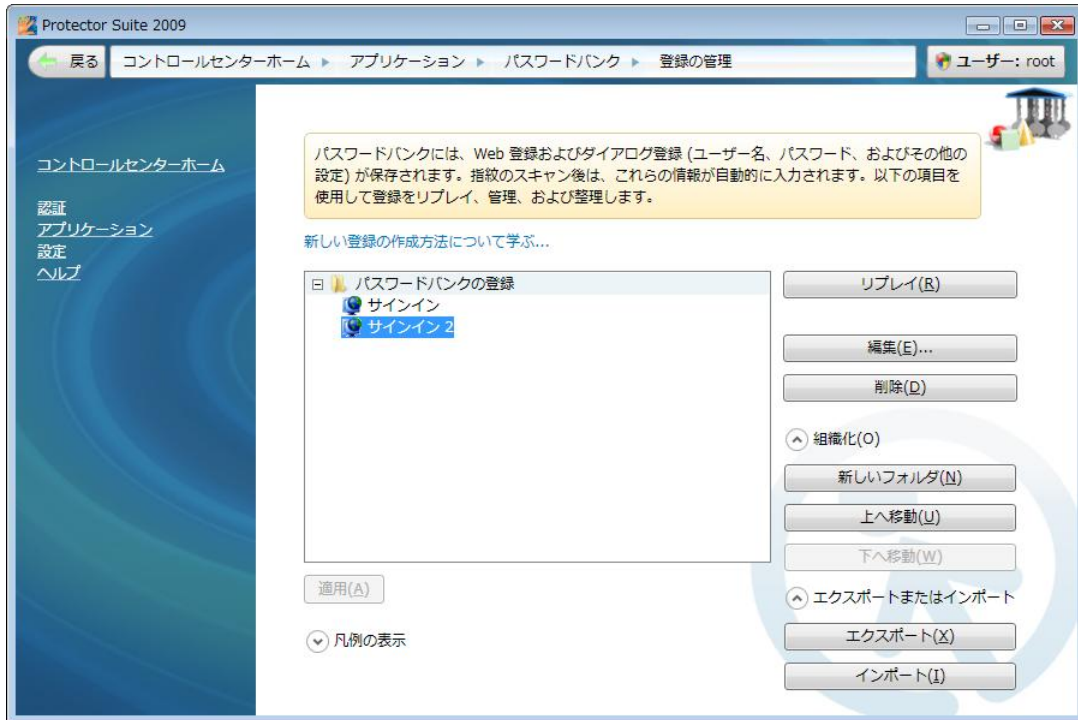 Protector Suite 2009
戻る コントロールセンターホーム アプリケーション パスワードバンク 登録の管理 ユーザー: root
コントロールセンターホーム
認証
アプリケーション
設定
ヘルプ
パスワードバンクには、Web 登録およびダイアログ登録 (ユーザー名、パスワード、およびその他の
設定) が保存されます。指紋のスキャン後は、これらの情報が自動的に入力されます。以下の項目を
使用して登録をリプレイ、管理、および整理します。
新しい登録の作成方法について学ぶ...
パスワードバンクの登録
サインイン
サインイン 2
適用(A)
凡例の表示
リプレイ(R)
編集(E)...
削除(D)
組織化(O)
新しいフォルダ(N)
上へ移動(U)
下へ移動(W)
エクスポートまたはインポート
エクスポート(X)
インポート(I)